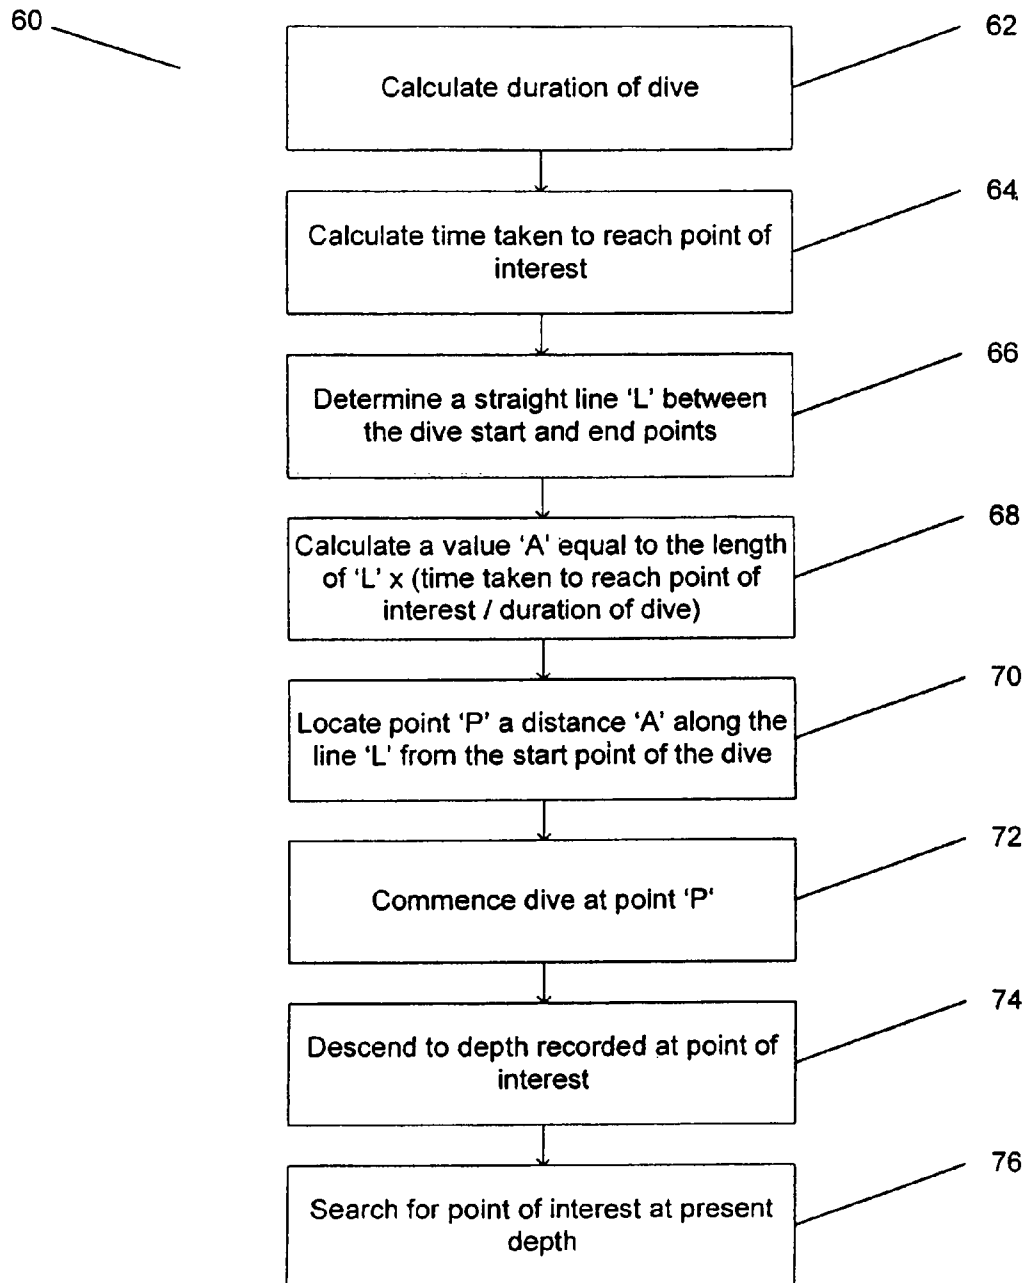 60
62
Calculate duration of dive
64
Calculate time taken to reach point of
interest
66
Determine a straight line ‘L’ between
the dive start and end points
68
Calculate a value ‘A’ equal to the length
of ‘L’ x (time taken to reach point of
interest / duration of dive)
70
Locate point ‘P’ a distance ‘A’ along the
line ‘L’ from the start point of the dive
72
Commence dive at point ‘P‘
74
Descend to depth recorded at point of
interest
76
Search for point of interest at present
depth